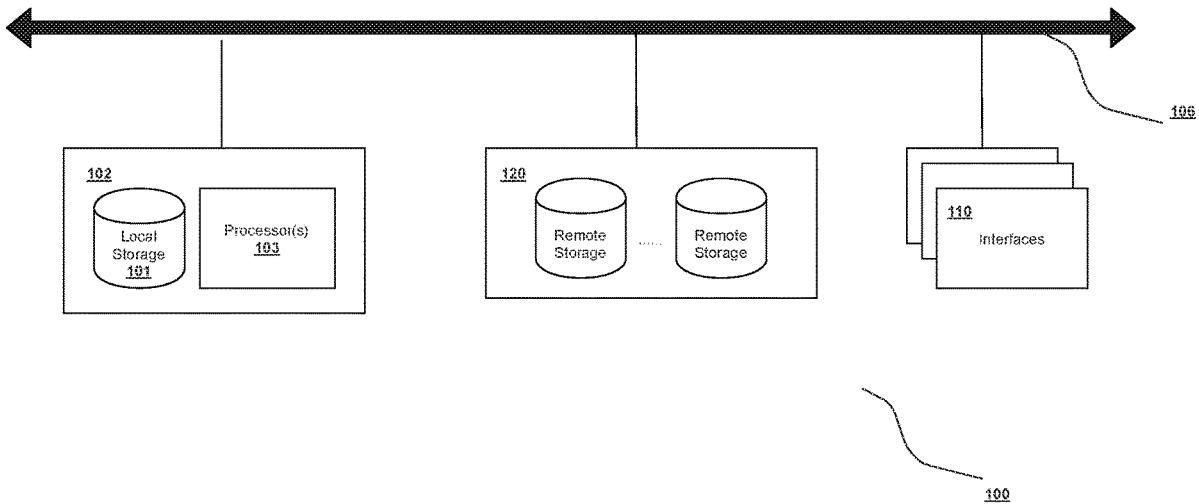 106
102
Local
Storage
101
Processor(s)
103
120
Remote
Storage
......
Remote
Storage
110
Interfaces
100